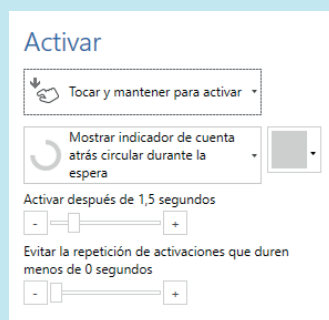 Activar
Tocar y mantener para activar
Mostrar indicador de cuenta
atrás circular durante la
espera
Activar después de 1,5 segundos
- +
Evitar la repetición de activaciones que duren
menos de 0 segundos
- +